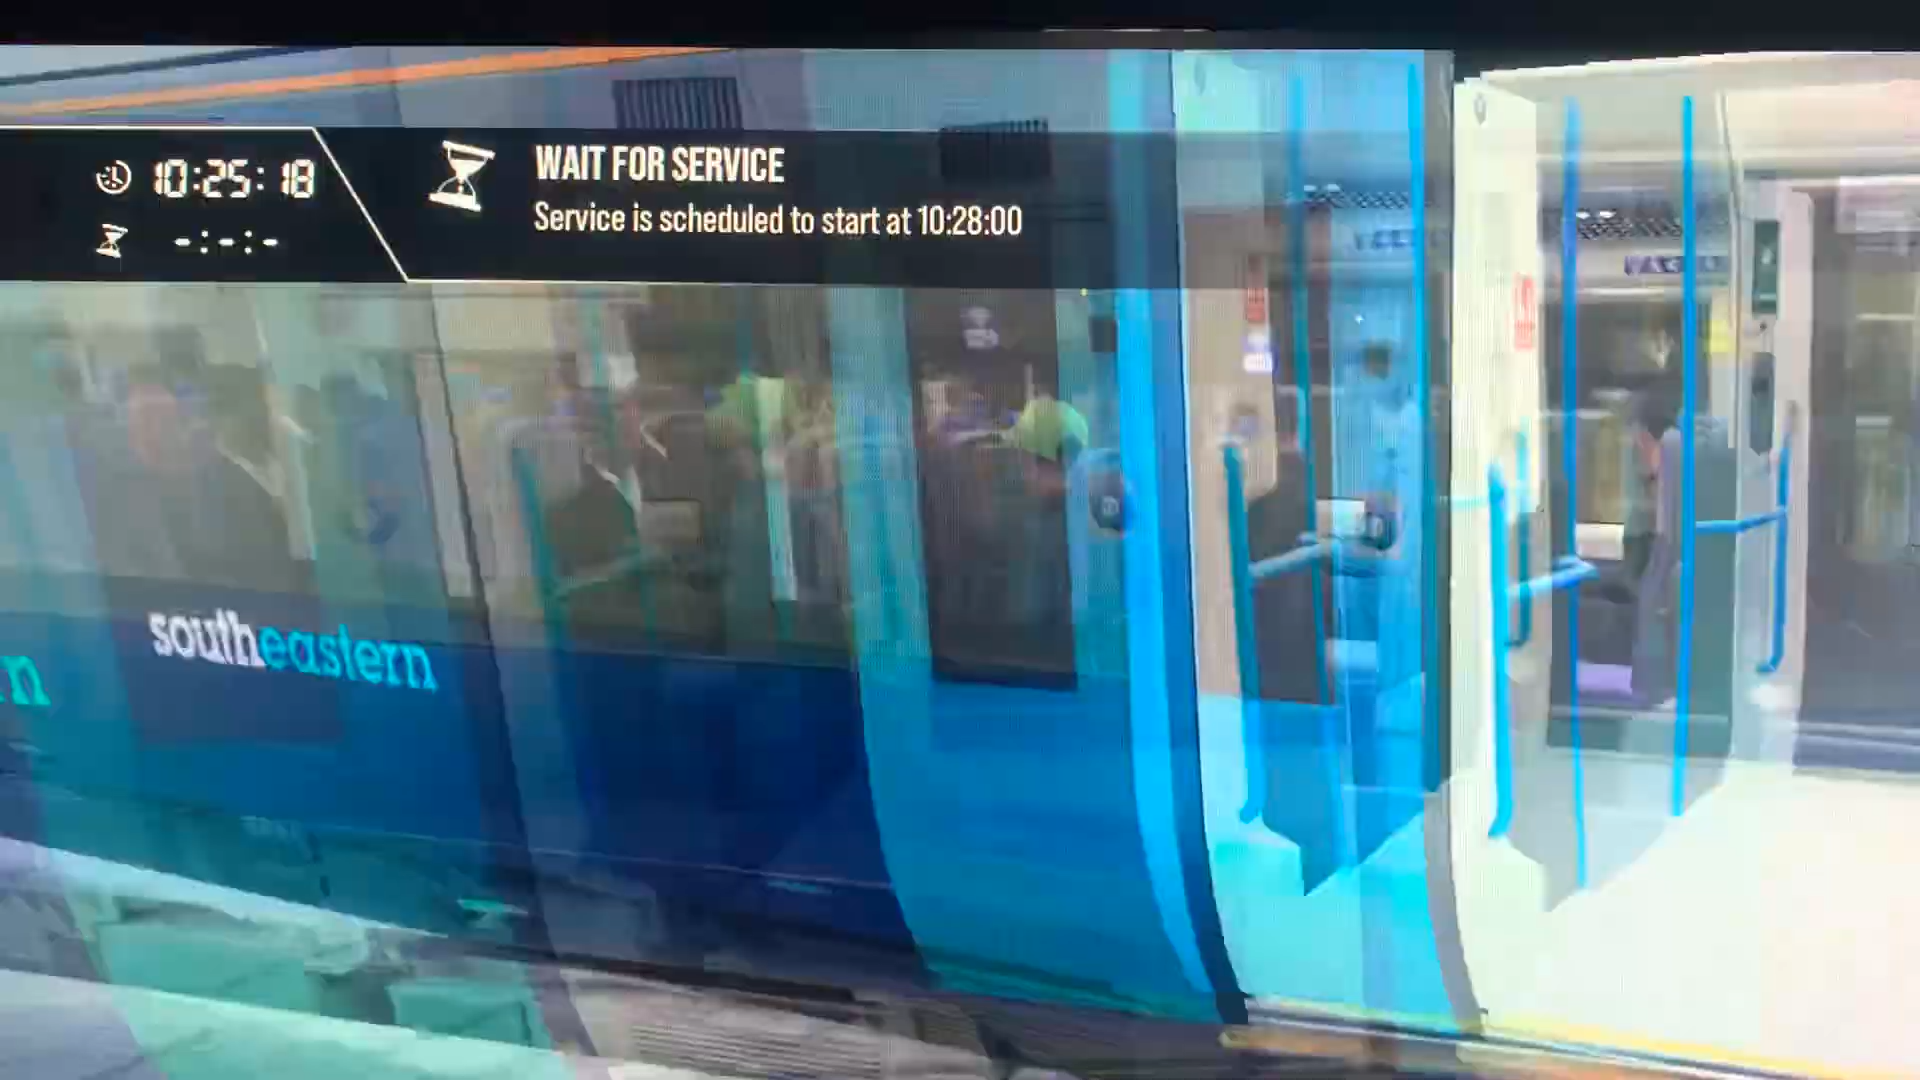 10:25:18
-:-:-
WAIT FOR SERVICE
Service is scheduled to start at 10:28:00
southeastern
n